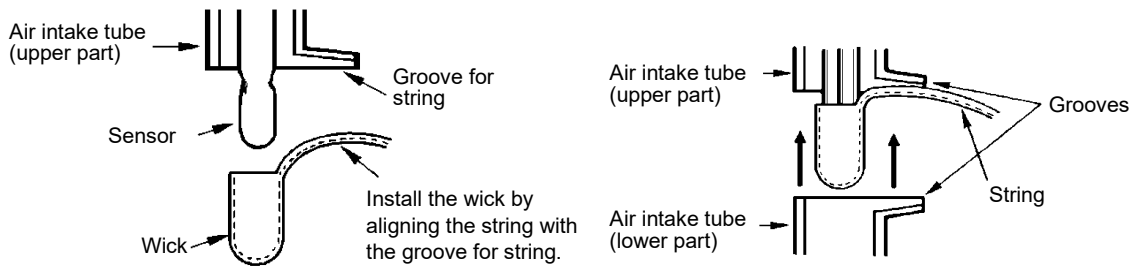 Air intake tube
(upper part)
Groove for
string
Sensor
Install the wick by
aligning the string with
the groove for string.
Wick
Air intake tube
(upper part)
Grooves
String
Air intake tube
(lower part)